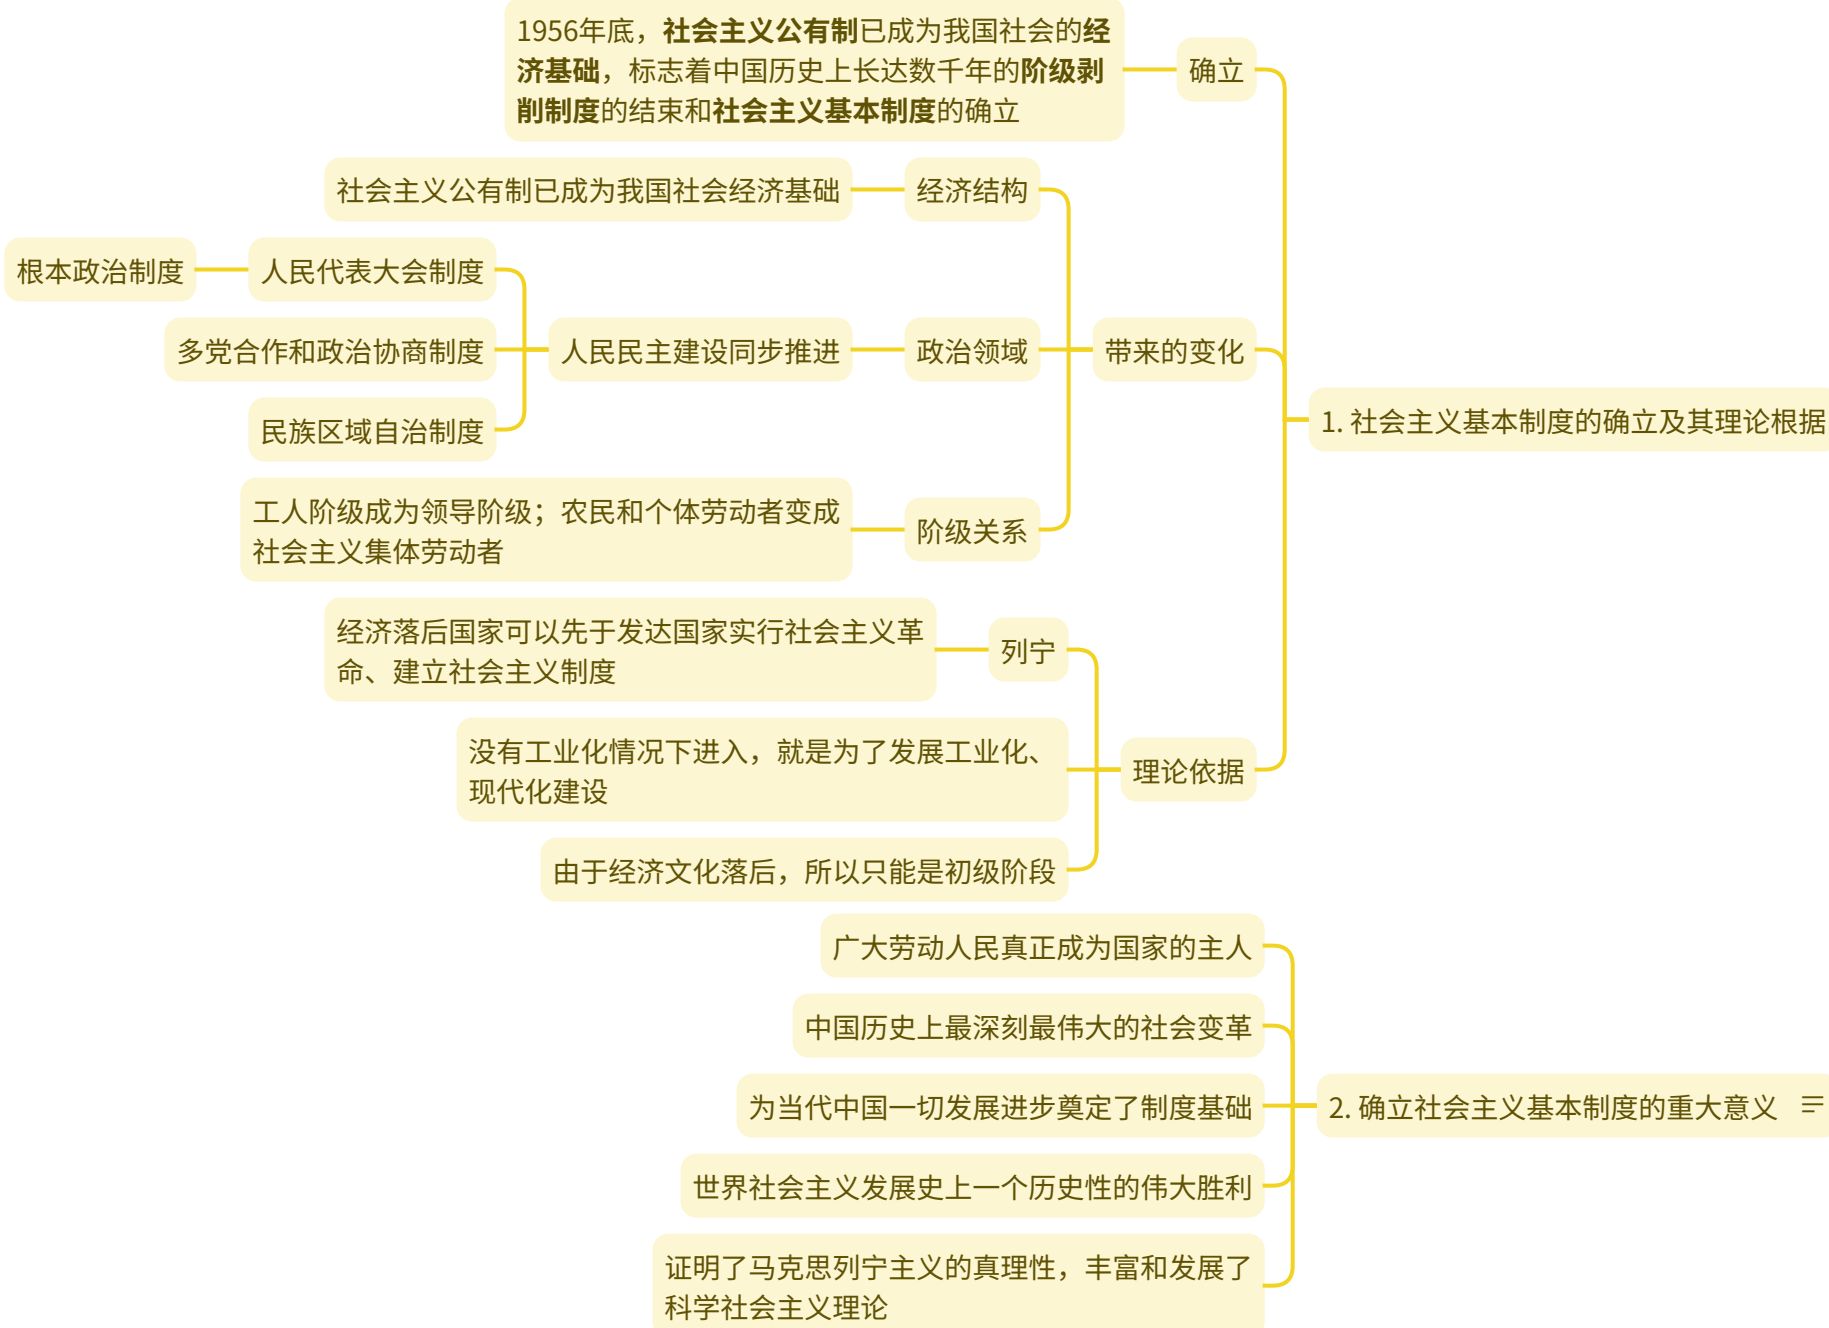 1956年底，社会主义公有制已成为我国社会的经
济基础，标志着中国历史上长达数千年的阶级剥
削制度的结束和社会主义基本制度的确立
确立
社会主义公有制已成为我国社会经济基础
经济结构
根本政治制度
人民代表大会制度
多党合作和政治协商制度
人民民主建设同步推进
政治领域
带来的变化
民族区域自治制度
1. 社会主义基本制度的确立及其理论根据
工人阶级成为领导阶级；农民和个体劳动者变成
社会主义集体劳动者
阶级关系
经济落后国家可以先于发达国家实行社会主义革
命、建立社会主义制度
列宁
没有工业化情况下进入，就是为了发展工业化、
现代化建设
理论依据
由于经济文化落后，所以只能是初级阶段
广大劳动人民真正成为国家的主人
中国历史上最深刻最伟大的社会变革
为当代中国一切发展进步奠定了制度基础
2. 确立社会主义基本制度的重大意义
世界社会主义发展史上一个历史性的伟大胜利
证明了马克思列宁主义的真理性，丰富和发展了
科学社会主义理论